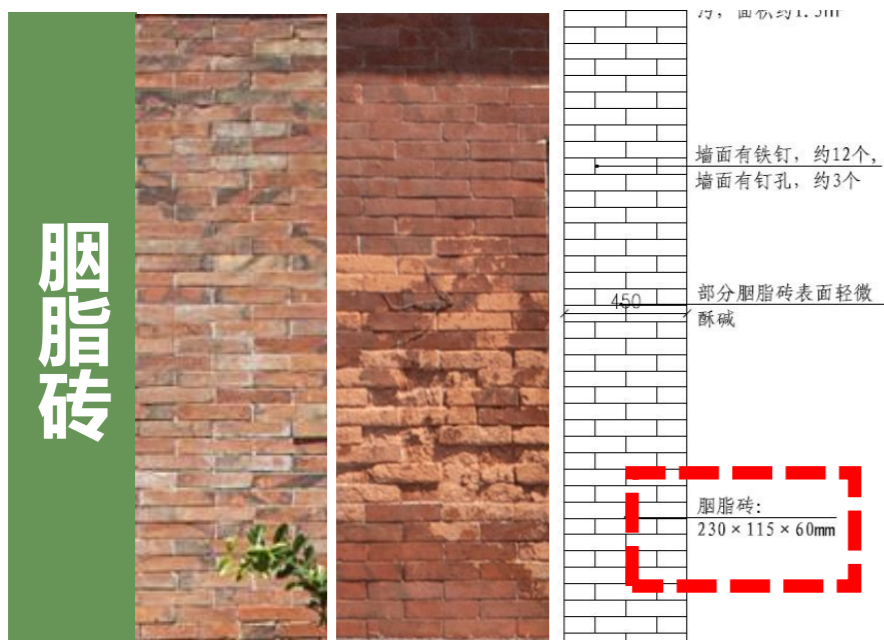 胭脂砖
污，面积约1.5m²
墙面有铁钉，约12个，
墙面有钉孔，约3个
450
部分胭脂砖表面轻微
酥碱
胭脂砖：
230×115×60mm